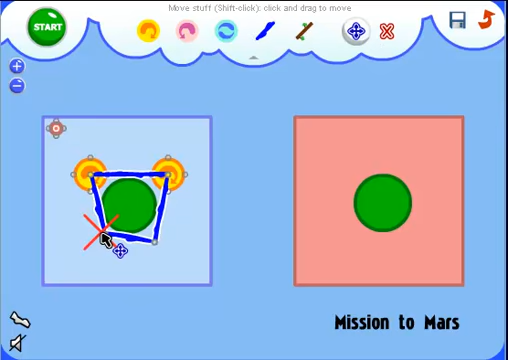 Move stuff (Shift-click): click and drag to move
START
Mission to Mars